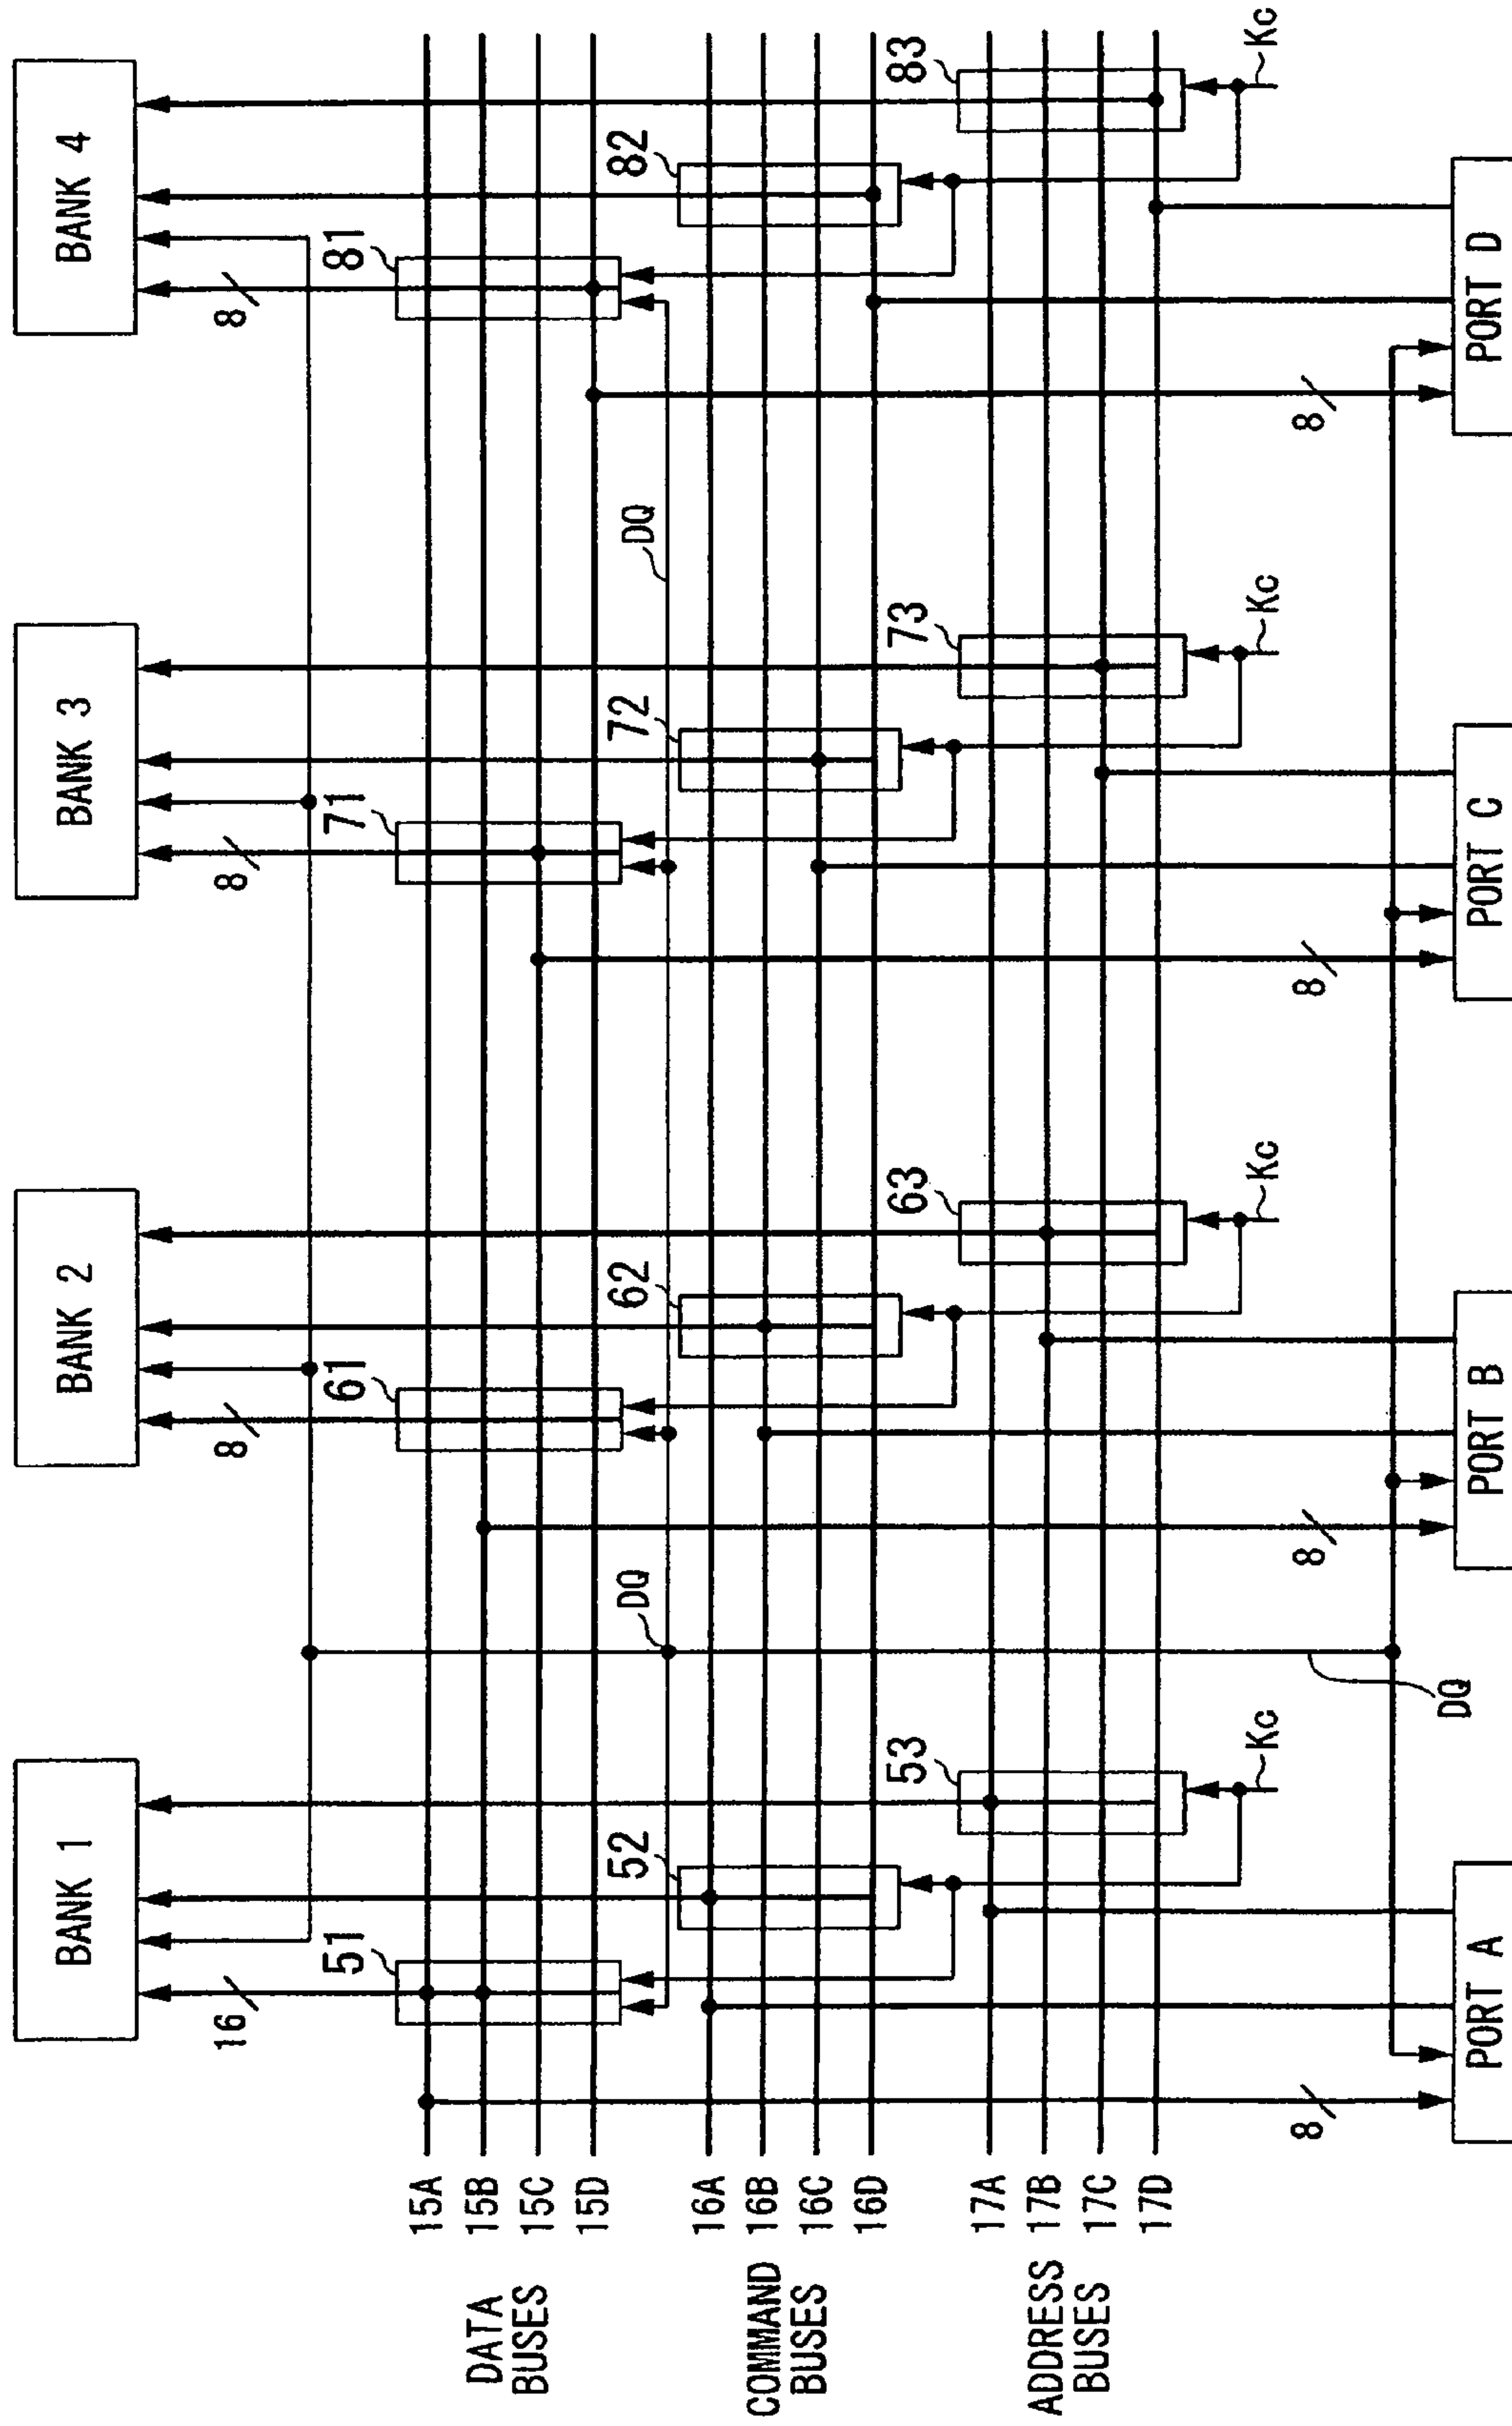 BANK 1
BANK 2
BANK 3
BANK 4
16
8
8
8
51
61
71
81
DATA
BUSES
15A
15B
15C
15D
DQ
DQ
52
62
72
82
COMMAND
BUSES
16A
16B
16C
16D
53
63
73
83
ADDRESS
BUSES
17A
17B
17C
17D
Kc
Kc
Kc
Kc
8
8
8
8
DQ
PORT A
PORT B
PORT C
PORT D